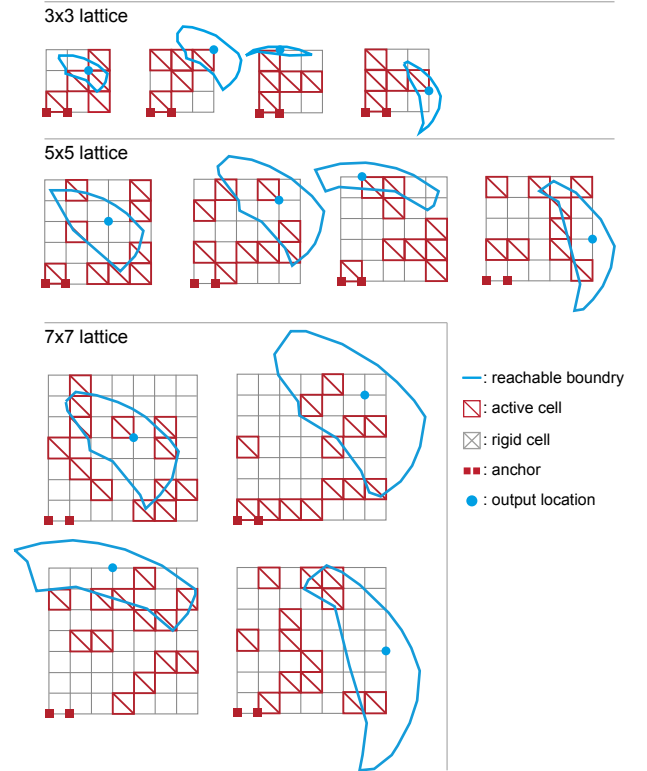 3x3 lattice
5x5 lattice
7x7 lattice
: reachable boundry
: active cell
: rigid cell
: anchor
: output location